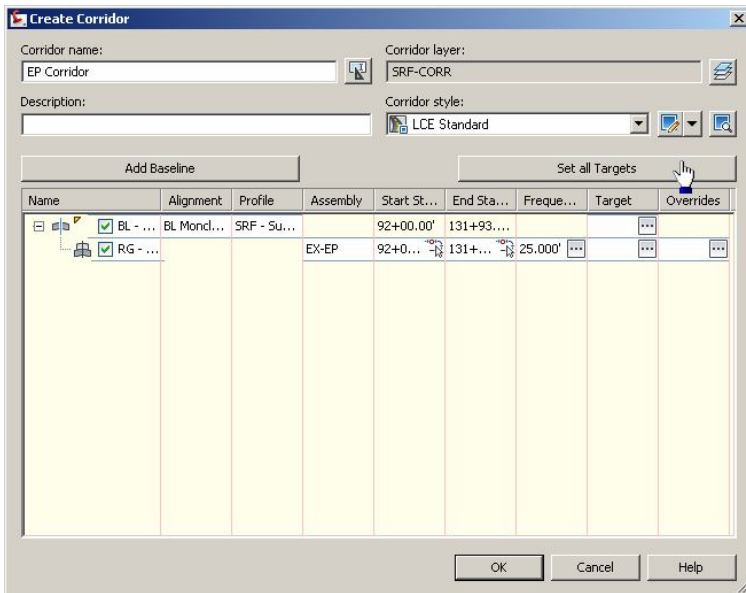 Create Corridor
Corridor name:
Corridor layer:
EP Corridor
SRF-CORR
Description:
Corridor style:
LCE Standard
Add Baseline
Set all Targets
Name Alignment Profile Assembly Start St... End Sta... Freque... Target Overrides
BL - ... BL Moncl... SRF - Su... 92+00.00' 131+93....
RG - ... EX-EP 92+0... 131+... 25.000'
OK Cancel Help